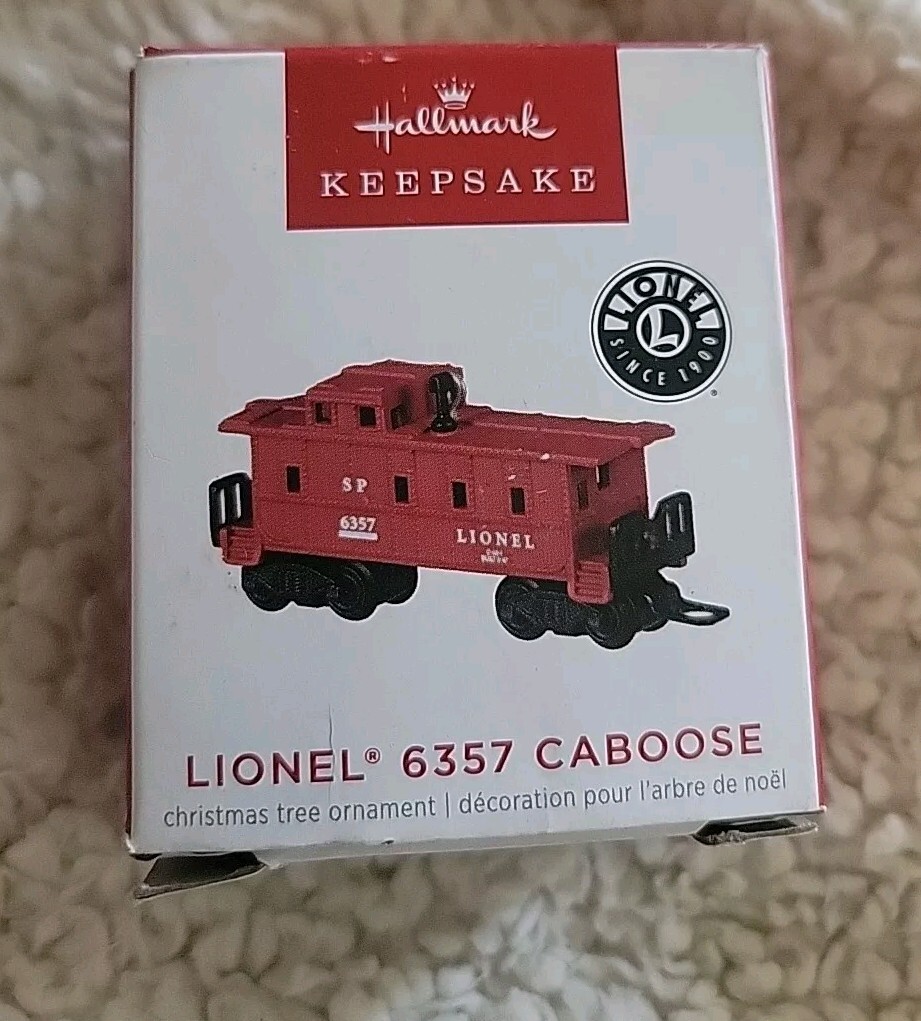 Hallmark
KEEPSAKE
LIONEL
L
SINCE 1900
SP
6357
LIONEL
LIONEL® 6357 CABOOSE
christmas tree ornament | décoration pour l'arbre de noël